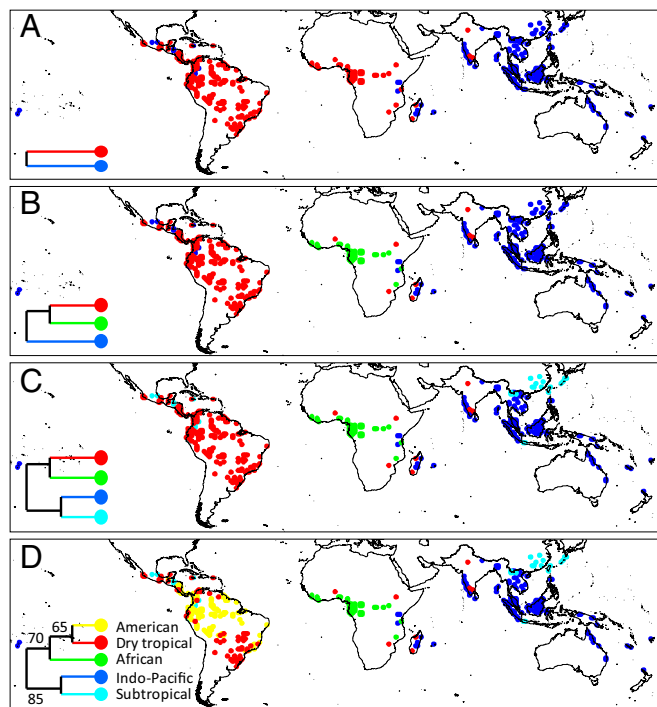 A
B
C
D
65
American
70
Dry tropical
African
Indo-Pacific
85
Subtropical